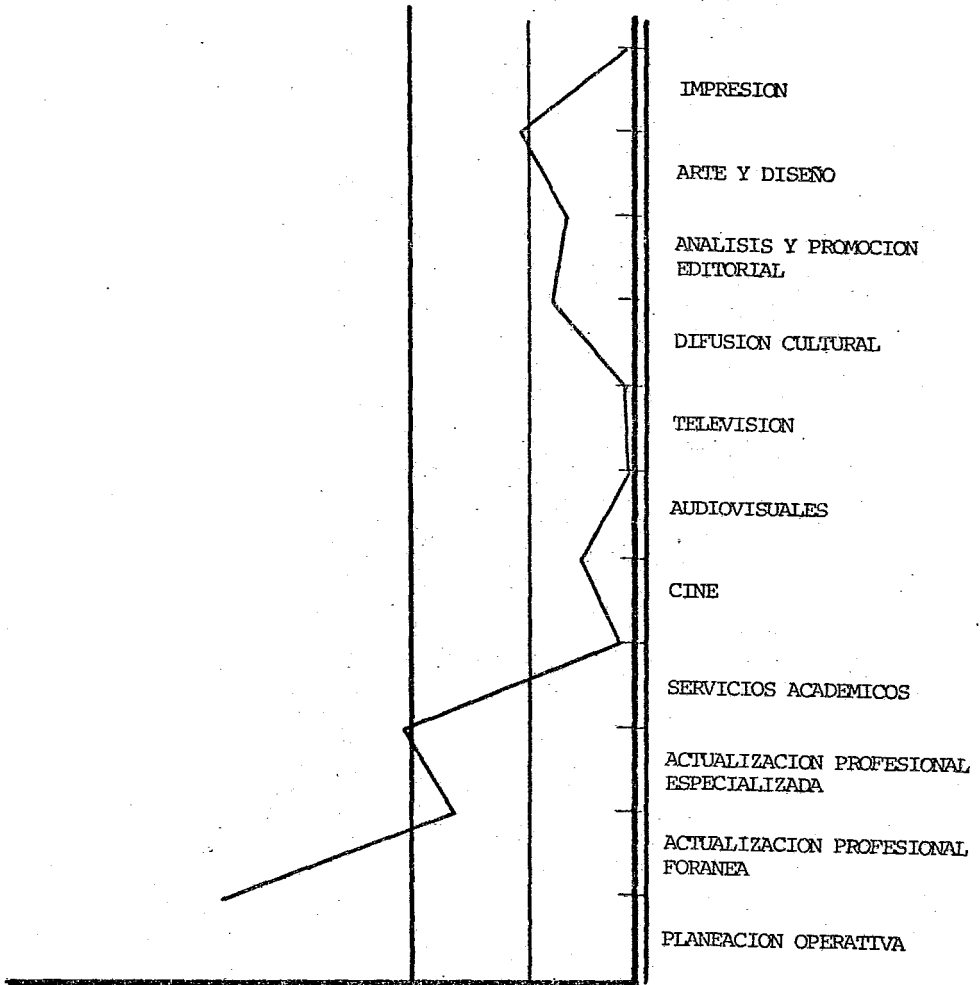 IMPRESION
ARTE Y DISEÑO
ANALISIS Y PROMOCION
EDITORIAL
DIFUSION CULTURAL
TELEVISION
AUDIOVISUALES
CINE
SERVICIOS ACADEMICOS
ACTUALIZACION PROFESIONAL
ESPECIALIZADA
ACTUALIZACION PROFESIONAL
FORANEA
PLANEACION OPERATIVA